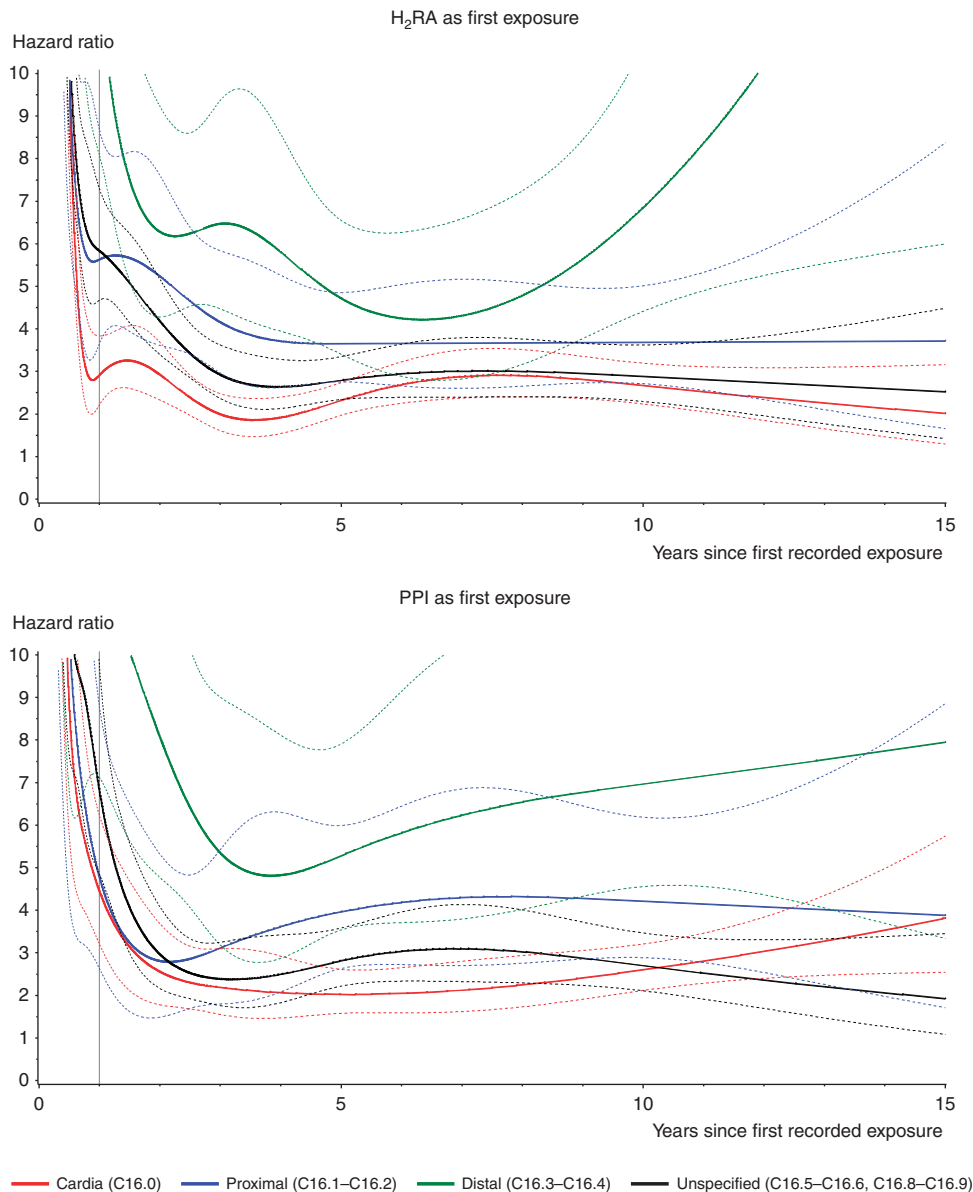 H₂RA as first exposure
Hazard ratio
10
9
8
7
6
5
4
3
2
1
0
0 5 10 15
Years since first recorded exposure
PPI as first exposure
Hazard ratio
10
9
8
7
6
5
4
3
2
1
0
0 5 10 15
Years since first recorded exposure
Cardia (C16.0) Proximal (C16.1–C16.2) Distal (C16.3–C16.4) Unspecified (C16.5–C16.6, C16.8–C16.9)